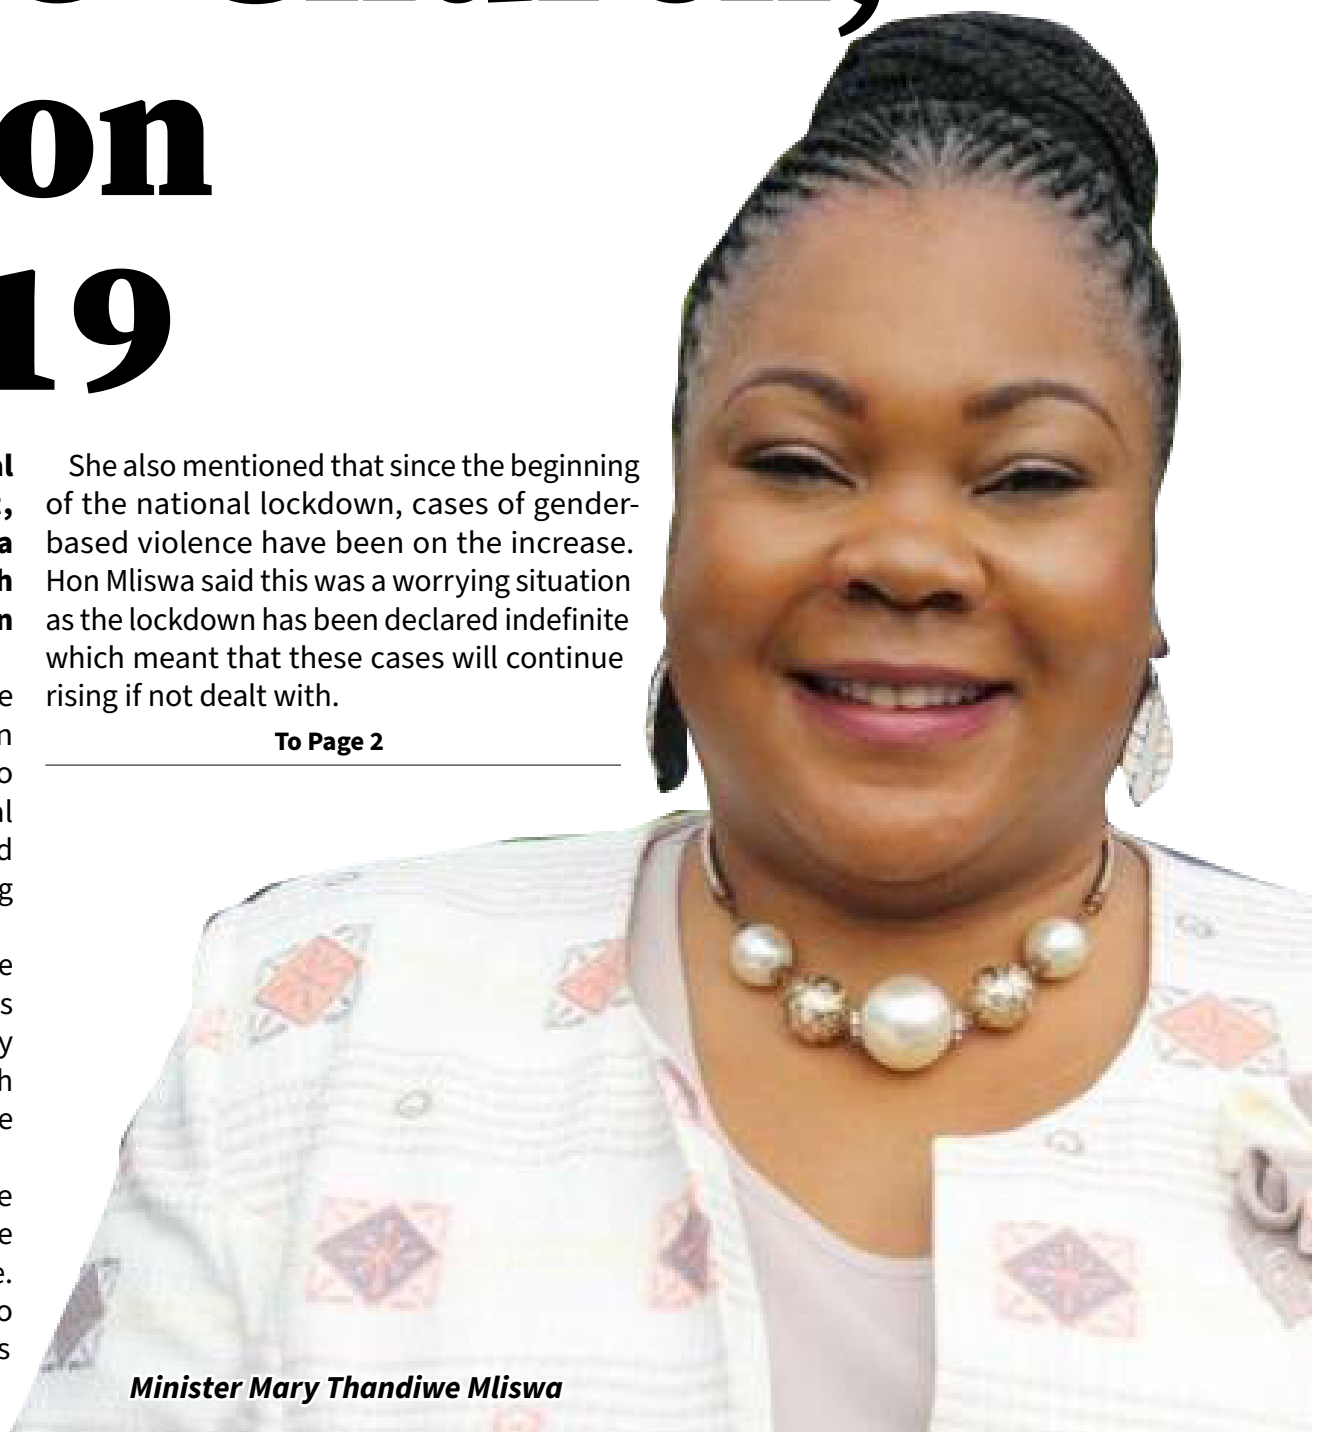 on
19
al
,
a
h
n
e
n
o
al
d
g
e
s
y
h
e
e
e
e.
o
s
She also mentioned that since the beginning
of the national lockdown, cases of gender-
based violence have been on the increase.
Hon Mliswa said this was a worrying situation
as the lockdown has been declared indefinite
which meant that these cases will continue
rising if not dealt with.
To Page 2
Minister Mary Thandiwe Mliswa